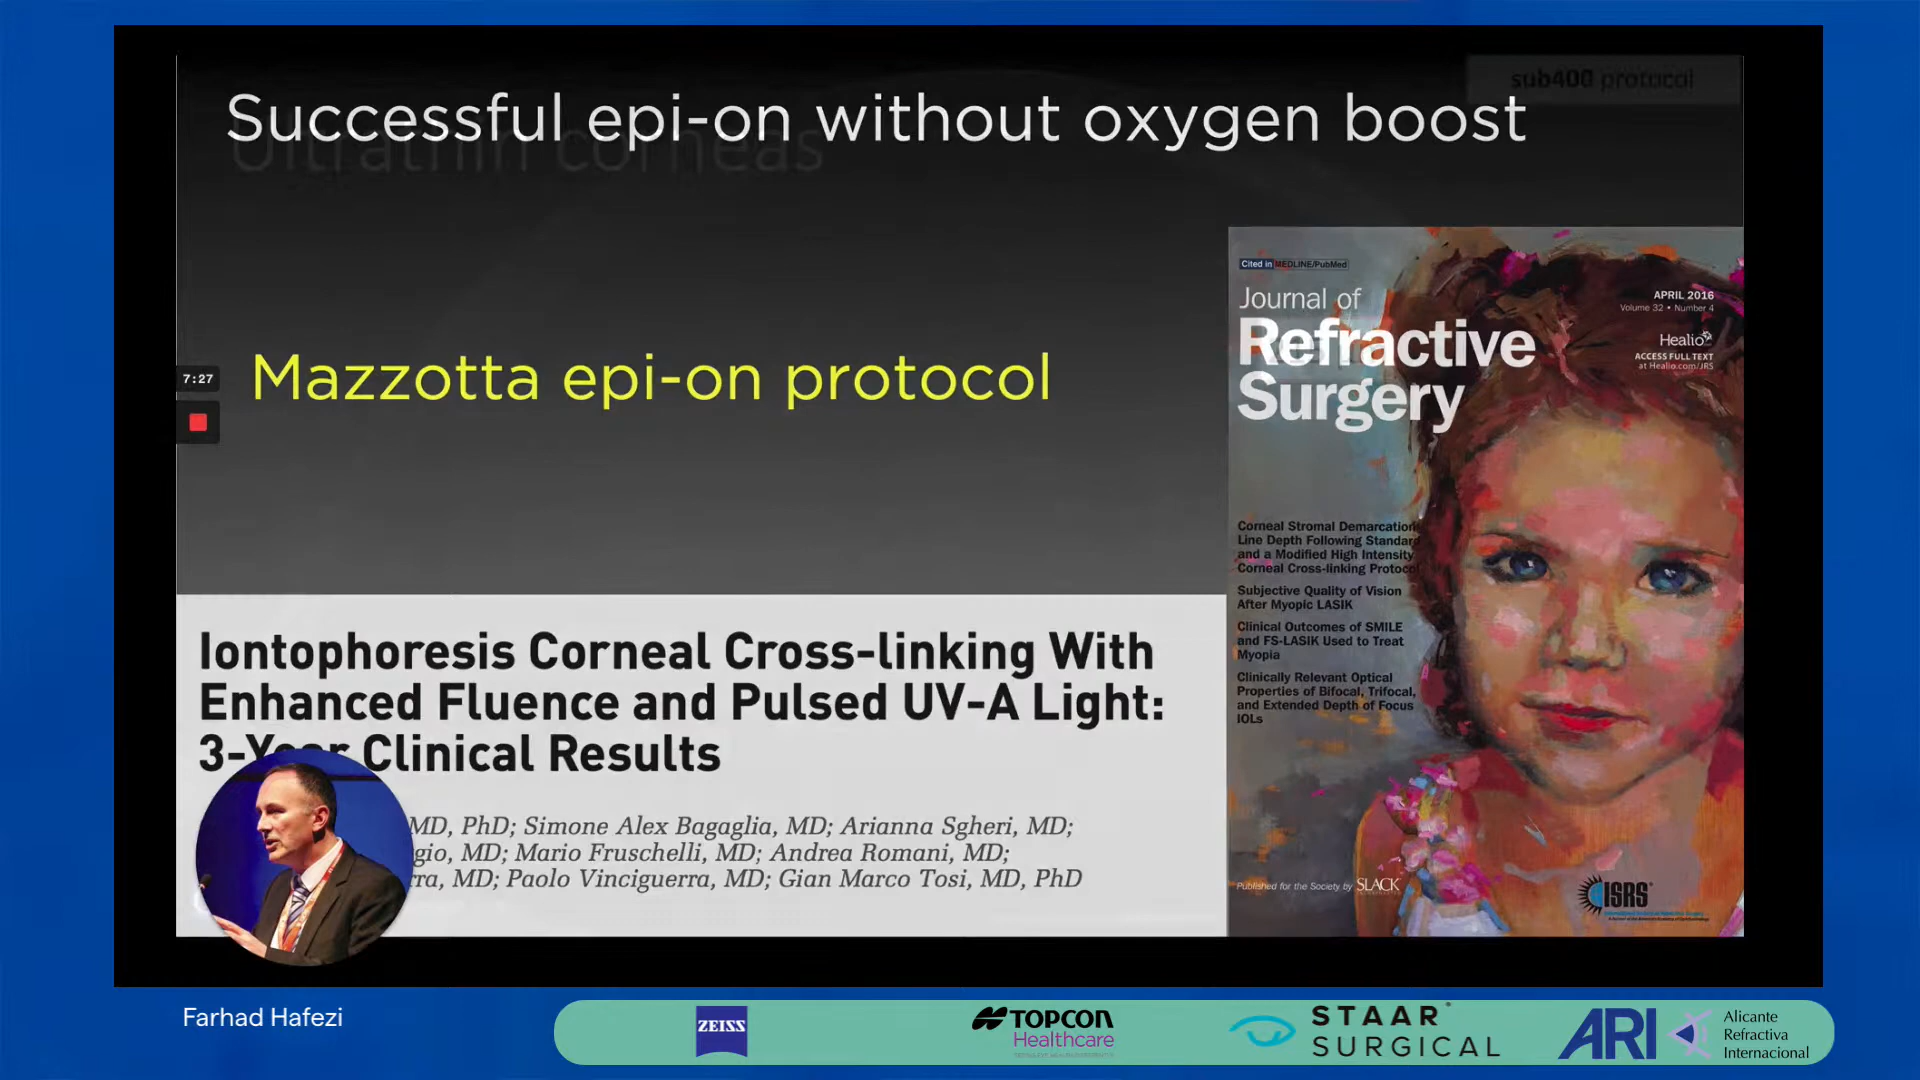 sub400 protocol
Successful epi-on without oxygen boost
Ultrathin corneas
7:27
Mazzotta epi-on protocol
Cited in MEDLINE/PubMed
Journal of
Refractive
Surgery
APRIL 2016
Volume 32 • Number 4
Healio
ACCESS FULL TEXT
at Healio.com/JRS
Corneal Stromal Demarcation
Line Depth Following Standard
and a Modified High Intensity
Corneal Cross-linking Protocol
Subjective Quality of Vision
After Myopic LASIK
Clinical Outcomes of SMILE
and FS-LASIK Used to Treat
Myopia
Clinically Relevant Optical
Properties of Bifocal, Trifocal,
and Extended Depth of Focus
IOLs
Published for the Society by SLACK
ISRS
Iontophoresis Corneal Cross-linking With
Enhanced Fluence and Pulsed UV-A Light:
3-Year Clinical Results
MD, PhD; Simone Alex Bagaglia, MD; Arianna Sgheri, MD;
gio, MD; Mario Fruschelli, MD; Andrea Romani, MD;
rra, MD; Paolo Vinciguerra, MD; Gian Marco Tosi, MD, PhD
Farhad Hafezi
ZEISS
TOPCON
Healthcare
STAAR
SURGICAL
ARI
Alicante
Refractiva
Internacional